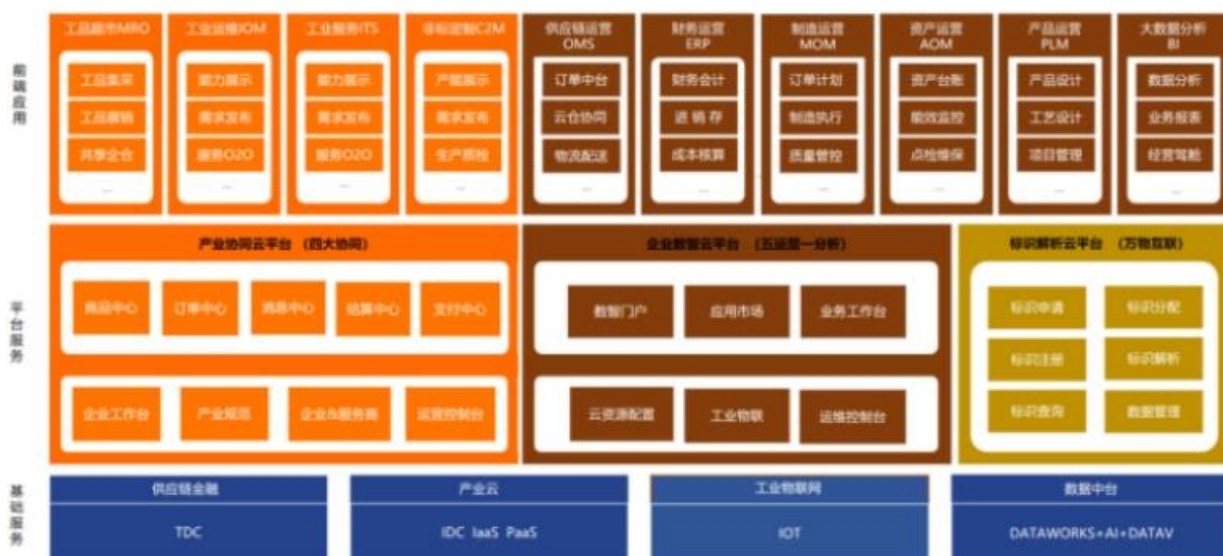 前端应用
工品超市MRO
工品集采
工品展销
共享企仓
...
工业运维IOM
能力展示
需求发布
服务O2O
...
工业服务ITS
能力展示
需求发布
服务O2O
...
非标定制C2M
产能展示
需求发布
生产质检
...
供应链运营
OMS
订单中台
云仓协同
物流配送
...
财务运营
ERP
财务会计
进 销 存
成本核算
...
制造运营
MOM
订单计划
制造执行
质量管控
...
资产运营
AOM
资产台账
能效监控
点检维保
...
产品运营
PLM
产品设计
工艺设计
项目管理
...
大数据分析
BI
数据分析
业务报表
经营驾舱
...
平台服务
产业协同云平台 （四大协同）
商品中心 订单中心 消息中心 结算中心 支付中心
企业工作台 产业规范 企业&服务商 运营控制台
企业数智云平台 （五运营一分析）
数智门户 应用市场 业务工作台
云资源配置 工业物联 运维控制台
标识解析云平台 （万物互联）
标识申请 标识分配
标识注册 标识解析
标识查询 数据管理
基础服务
供应链金融
TDC
产业云
IDC IaaS PaaS
工业物联网
IOT
数据中台
DATAWORKS+AI+DATAV